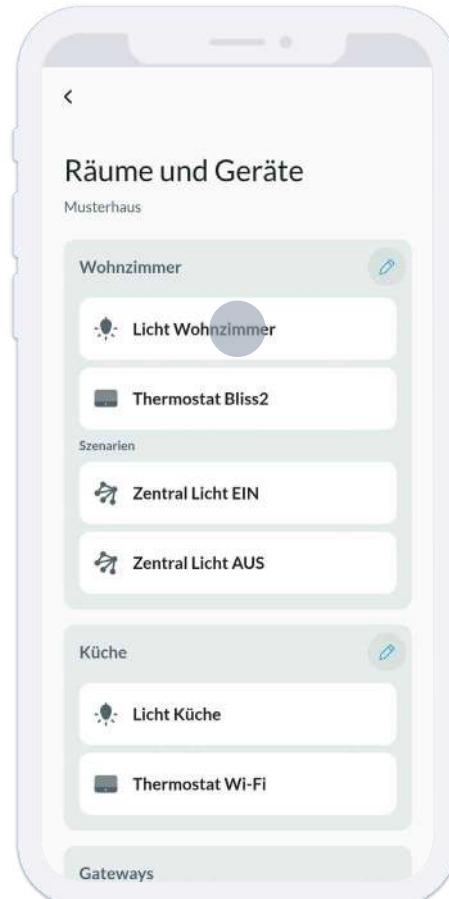 Räume und Geräte
Musterhaus
Wohnzimmer
Licht Wohnzimmer
Thermostat Bliss2
Szenarien
Zentral Licht EIN
Zentral Licht AUS
Küche
Licht Küche
Thermostat Wi-Fi
Gateways